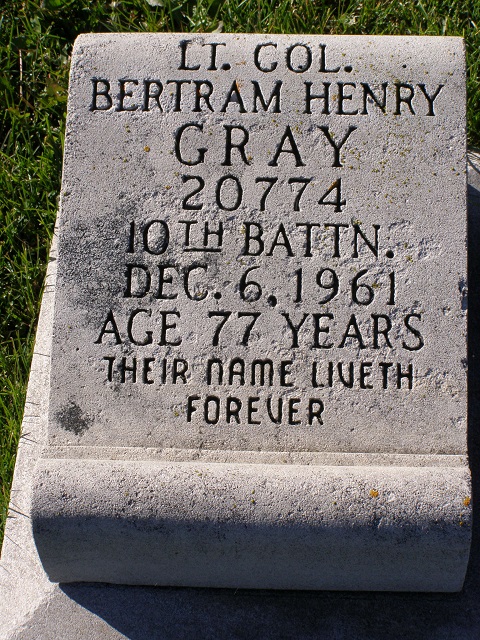 LT. COL.
BERTRAM HENRY
GRAY
20774
10TH BATTN.
DEC. 6, 1961
AGE 77 YEARS
THEIR NAME LIVETH
FOREVER